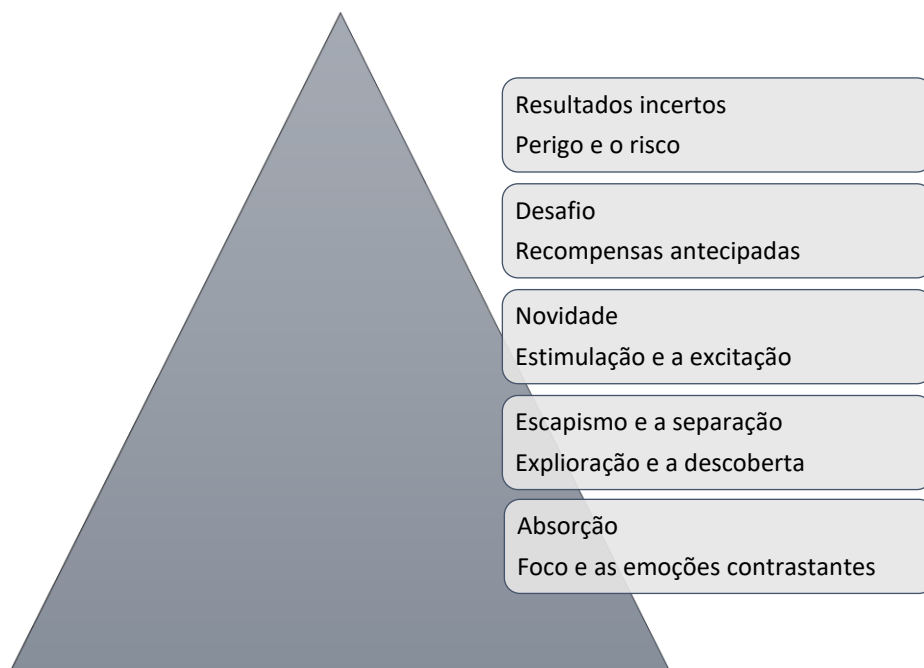 Resultados incertos
Perigo e o risco
Desafio
Recompensas antecipadas
Novidade
Estimulação e a excitação
Escapismo e a separação
Explioração e a descoberta
Absorção
Foco e as emoções contrastantes